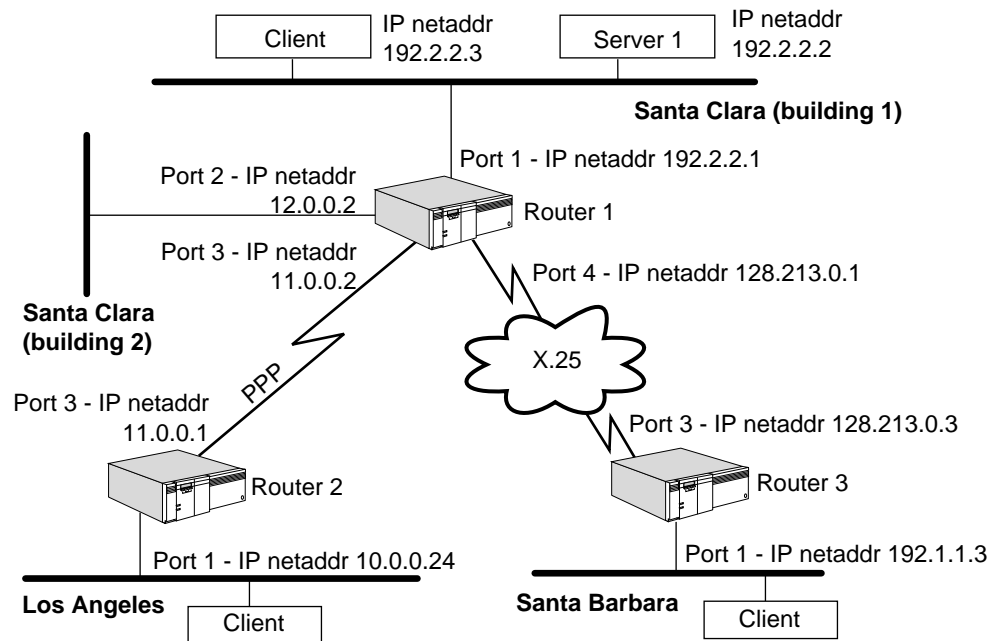 Client
IP netaddr
192.2.2.3
Server 1
IP netaddr
192.2.2.2
Santa Clara (building 1)
Port 1 - IP netaddr 192.2.2.1
Port 2 - IP netaddr
12.0.0.2
Router 1
Port 3 - IP netaddr
11.0.0.2
Port 4 - IP netaddr 128.213.0.1
Santa Clara
(building 2)
X.25
PPP
Port 3 - IP netaddr
11.0.0.1
Port 3 - IP netaddr 128.213.0.3
Router 2
Router 3
Port 1 - IP netaddr 10.0.0.24
Port 1 - IP netaddr 192.1.1.3
Los Angeles
Client
Santa Barbara
Client